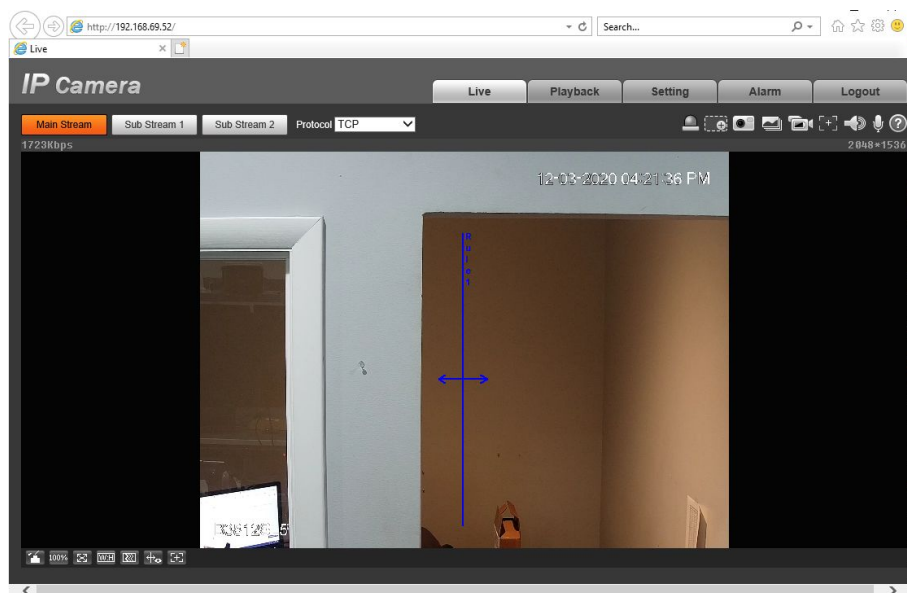 http://192.168.69.52/
Search...
Live
IP Camera
Live Playback Setting Alarm Logout
Main Stream Sub Stream 1 Sub Stream 2 Protocol TCP
1723Kbps 2048*1536
12-03-2020 04:21:36 PM
Rule1
100% W:H